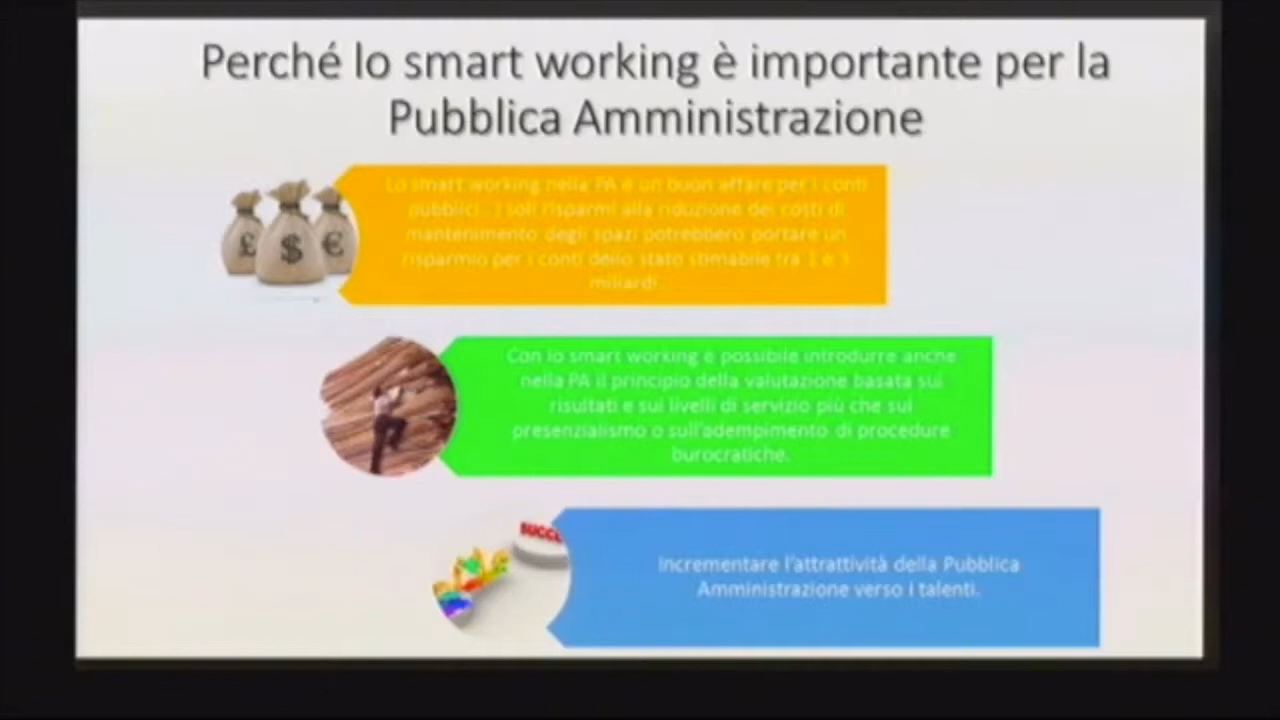 Perché lo smart working è importante per la
Pubblica Amministrazione
£
$
€
Lo smart working nella PA è un buon affare per i conti
pubblici. I soli risparmi alla riduzione dei costi di
mantenimento degli spazi potrebbero portare un
risparmio per i conti dello stato stimabile tra 1 e 3
miliardi.
Con lo smart working è possibile introdurre anche
nella PA il principio della valutazione basata sui
risultati e sui livelli di servizio più che sul
presenzialismo o sull'adempimento di procedure
burocratiche.
SUCC
Incrementare l'attrattività della Pubblica
Amministrazione verso i talenti.